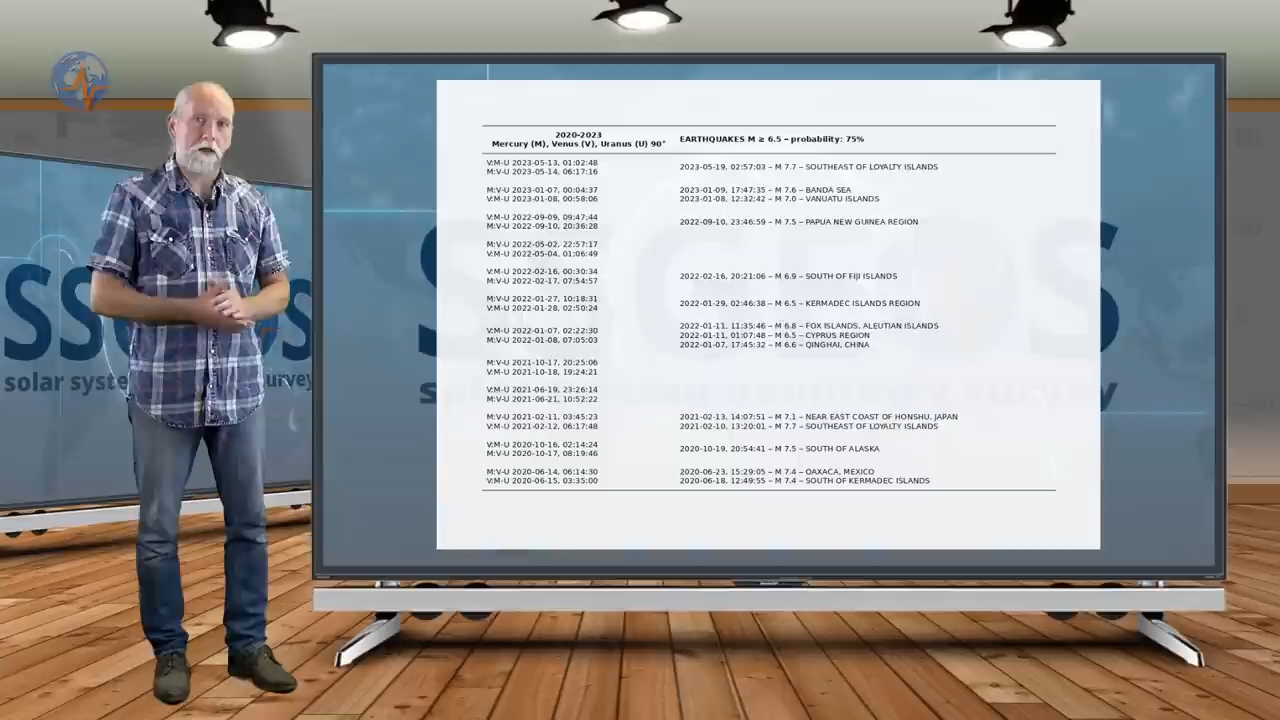 2020-2023
Mercury (M), Venus (V), Uranus (U) 90°
EARTHQUAKES M ≥ 6.5 – probability: 75%
V:M-U 2023-05-13, 01:02:48
M:V-U 2023-05-14, 06:17:16
2023-05-19, 02:57:03 – M 7.7 – SOUTHEAST OF LOYALTY ISLANDS
M:V-U 2023-01-07, 00:04:37
V:M-U 2023-01-08, 00:58:06
2023-01-09, 17:47:35 – M 7.6 – BANDA SEA
2023-01-08, 12:32:42 – M 7.0 – VANUATU ISLANDS
V:M-U 2022-09-09, 09:47:44
M:V-U 2022-09-10, 20:36:28
2022-09-10, 23:46:59 – M 7.5 – PAPUA NEW GUINEA REGION
M:V-U 2022-05-02, 22:57:17
V:M-U 2022-05-04, 01:06:49
V:M-U 2022-02-16, 00:30:34
M:V-U 2022-02-17, 07:54:57
2022-02-16, 20:21:06 – M 6.9 – SOUTH OF FIJI ISLANDS
M:V-U 2022-01-27, 10:18:31
V:M-U 2022-01-28, 02:50:24
2022-01-29, 02:46:38 – M 6.5 – KERMADEC ISLANDS REGION
V:M-U 2022-01-07, 02:22:30
M:V-U 2022-01-08, 07:05:03
2022-01-11, 11:35:46 – M 6.8 – FOX ISLANDS, ALEUTIAN ISLANDS
2022-01-11, 01:07:48 – M 6.5 – CYPRUS REGION
2022-01-07, 17:45:32 – M 6.6 – QINGHAI, CHINA
M:V-U 2021-10-17, 20:25:06
V:M-U 2021-10-18, 19:24:21
V:M-U 2021-06-19, 23:26:14
M:V-U 2021-06-21, 10:52:22
M:V-U 2021-02-11, 03:45:23
V:M-U 2021-02-12, 06:17:48
2021-02-13, 14:07:51 – M 7.1 – NEAR EAST COAST OF HONSHU, JAPAN
2021-02-10, 13:20:01 – M 7.7 – SOUTHEAST OF LOYALTY ISLANDS
V:M-U 2020-10-16, 02:14:24
M:V-U 2020-10-17, 08:19:46
2020-10-19, 20:54:41 – M 7.5 – SOUTH OF ALASKA
M:V-U 2020-06-14, 06:14:30
V:M-U 2020-06-15, 03:35:00
2020-06-23, 15:29:05 – M 7.4 – OAXACA, MEXICO
2020-06-18, 12:49:55 – M 7.4 – SOUTH OF KERMADEC ISLANDS
SSGEOS
solar system geometry survey